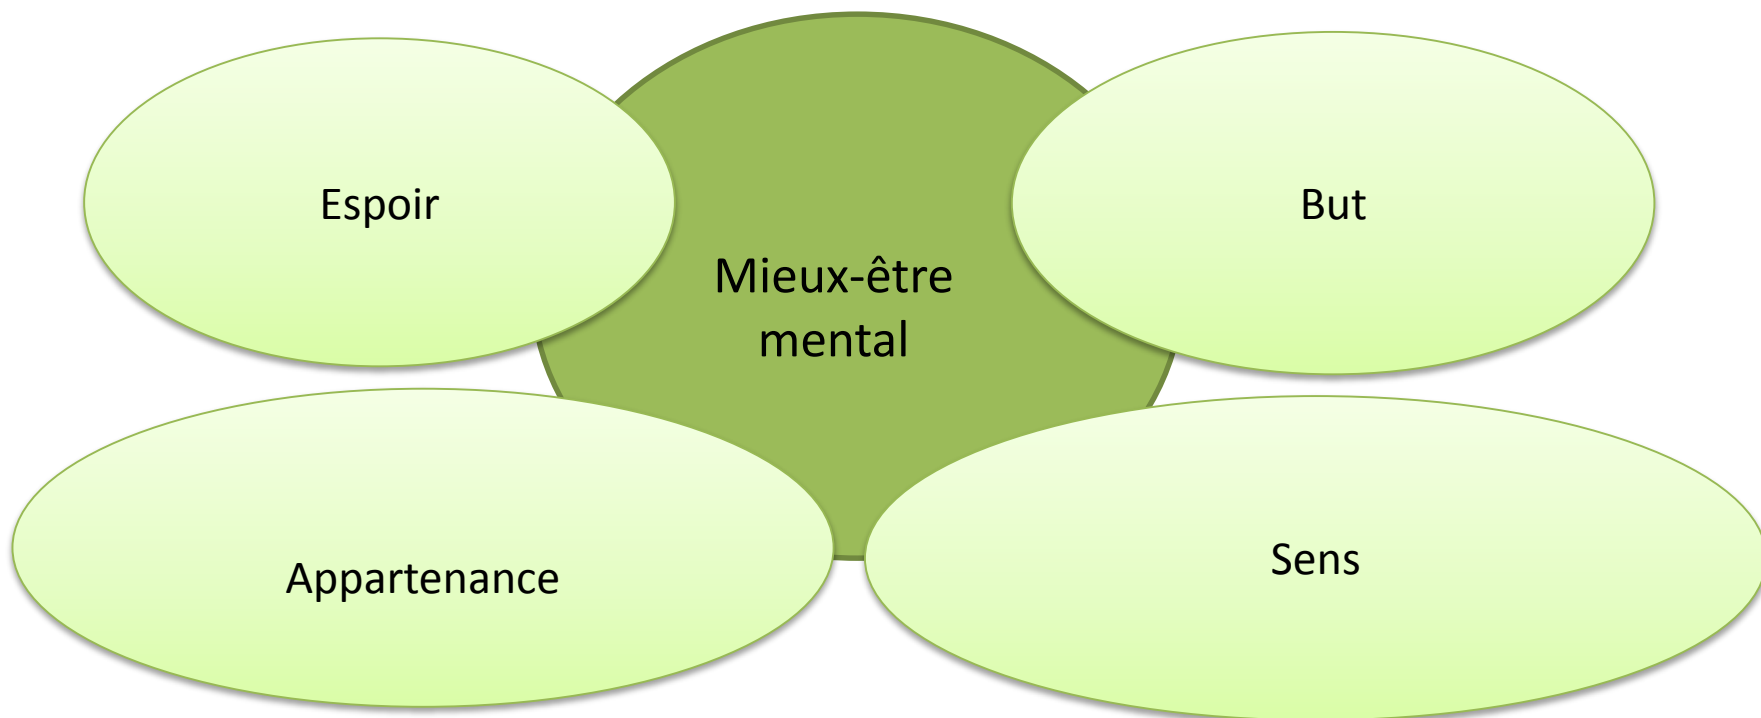 Espoir
But
Mieux-être
mental
Appartenance
Sens